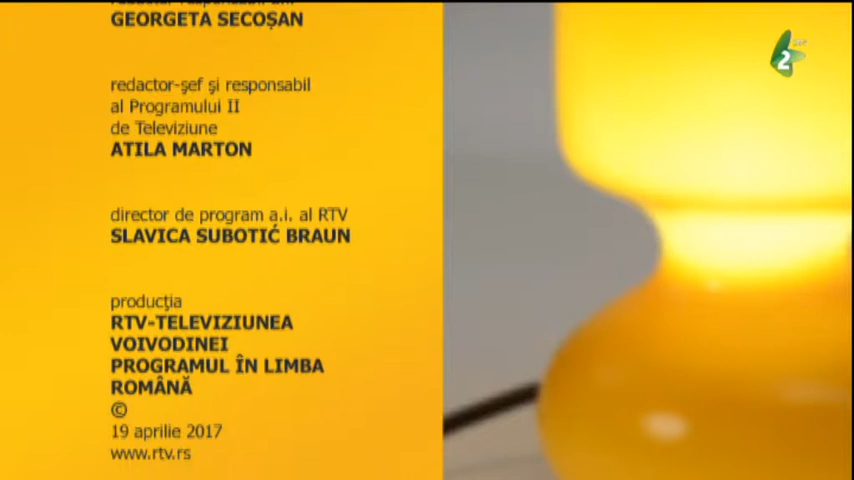 GEORGETA SECOȘAN
redactor-şef şi responsabil
al Programului II
de Televiziune
ATILA MARTON
director de program a.i. al RTV
SLAVICA SUBOTIĆ BRAUN
producţia
RTV-TELEVIZIUNEA
VOIVODINEI
PROGRAMUL ÎN LIMBA
ROMÂNĂ
©
19 aprilie 2017
www.rtv.rs
2